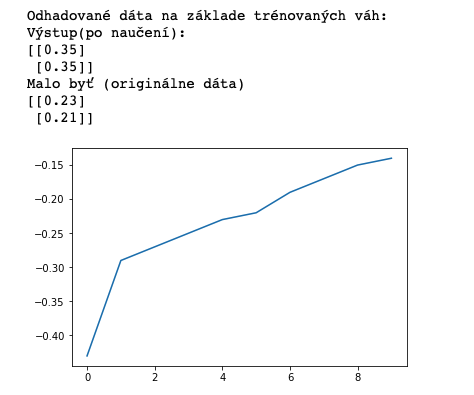 Odhadované dáta na základe trénovaných váh:
Výstup(po naučení):
[[0.35]
[0.35]]
Malo byť (originálne dáta)
[[0.23]
[0.21]]
−0.15
−0.20
−0.25
−0.30
−0.35
−0.40
0 2 4 6 8